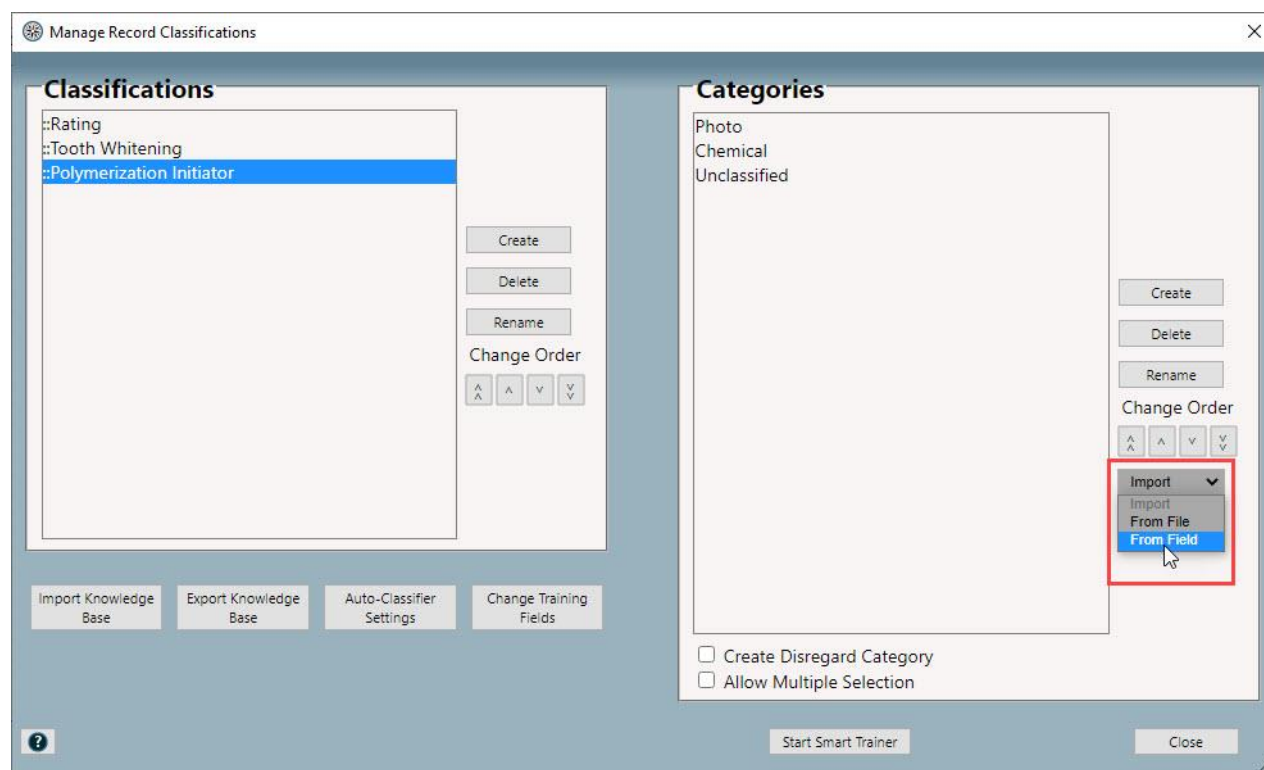 Manage Record Classifications
Classifications
::Rating
::Tooth Whitening
::Polymerization Initiator
Create
Delete
Rename
Change Order
Import Knowledge
Base
Export Knowledge
Base
Auto-Classifier
Settings
Change Training
Fields
Categories
Photo
Chemical
Unclassified
Create
Delete
Rename
Change Order
Import
Import
From File
From Field
Create Disregard Category
Allow Multiple Selection
?
Start Smart Trainer
Close